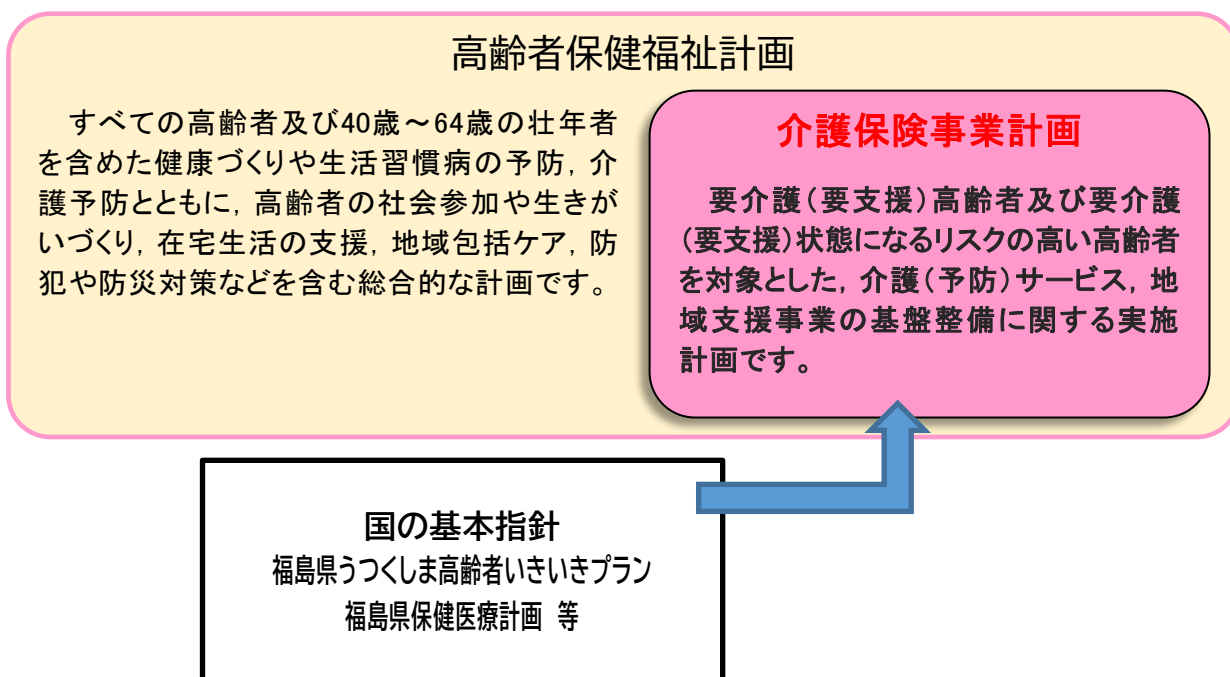 高齢者保健福祉計画
すべての高齢者及び40歳～64歳の壮年者
を含めた健康づくりや生活習慣病の予防，介
護予防とともに，高齢者の社会参加や生きが
いづくり，在宅生活の支援，地域包括ケア，防
犯や防災対策などを含む総合的な計画です。
介護保険事業計画
要介護（要支援）高齢者及び要介護
（要支援）状態になるリスクの高い高齢者
を対象とした，介護（予防）サービス，地
域支援事業の基盤整備に関する実施
計画です。
国の基本指針
福島県うつくしま高齢者いきいきプラン
福島県保健医療計画 等